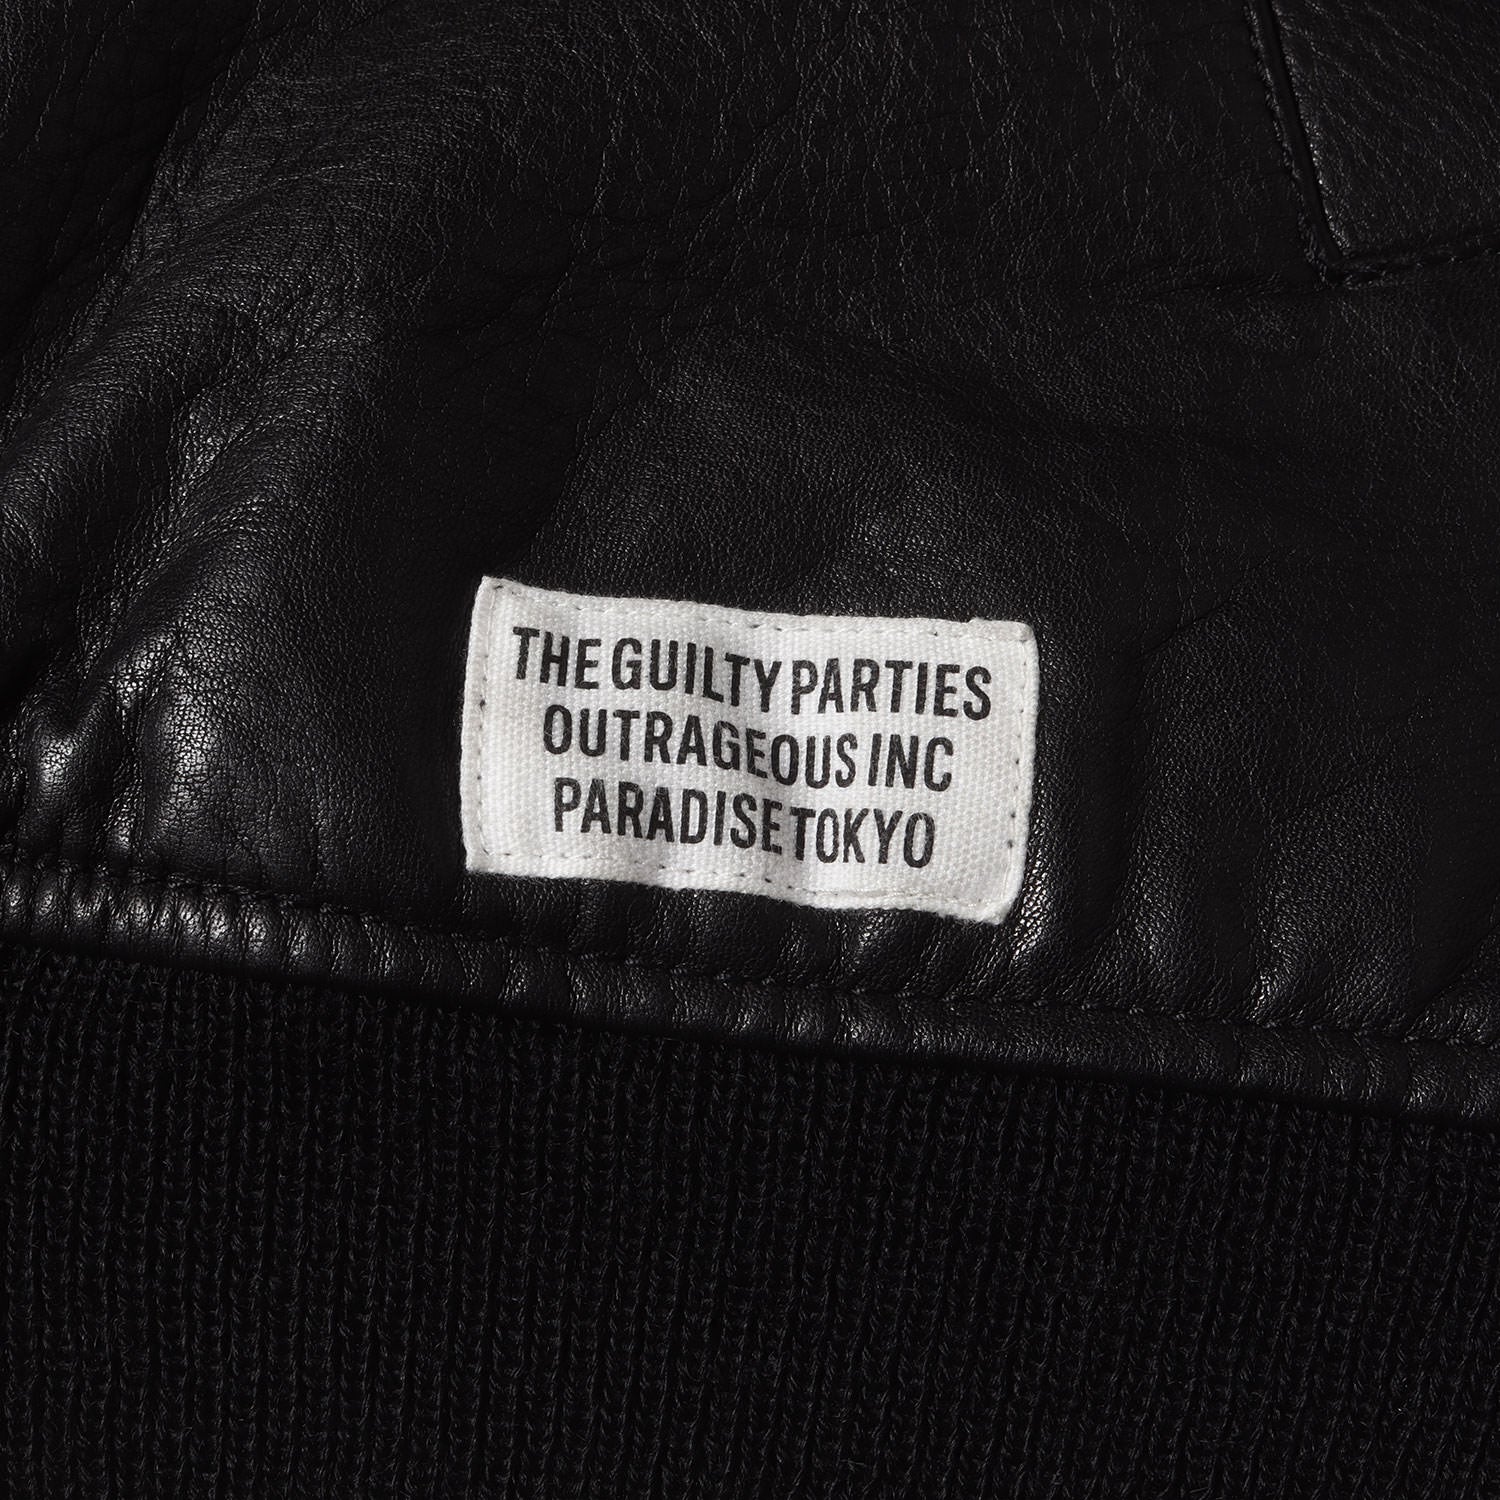 THE GUILTY PARTIES
OUTRAGEOUS INC
PARADISE TOKYO